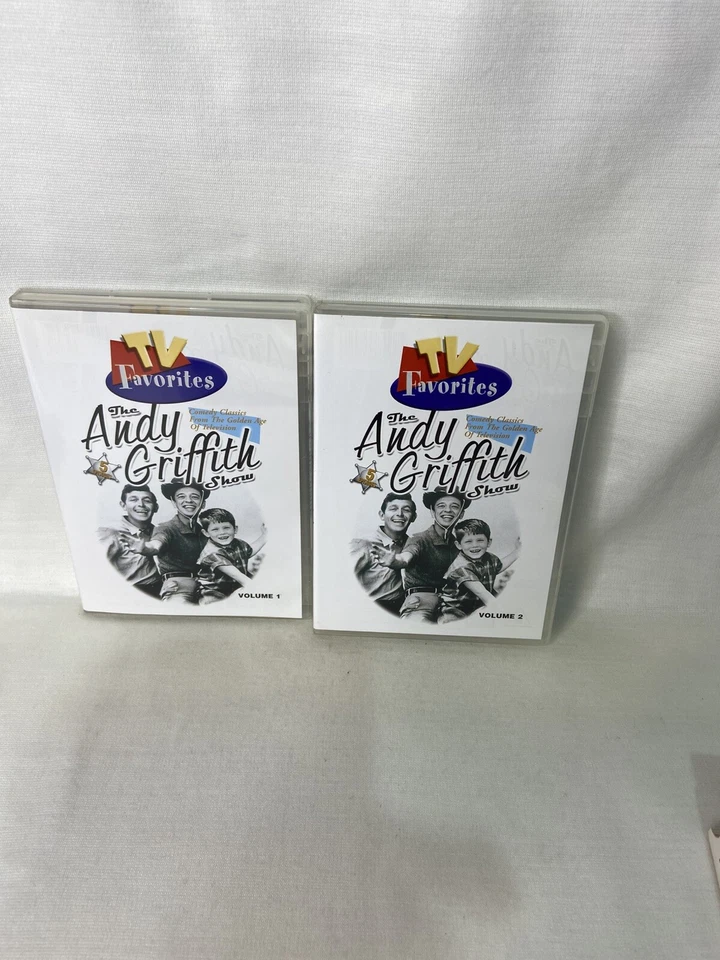 TV
Favorites
Comedy Classics
From The Golden Age
Of Television
The
Andy
Griffith
Show
5
VOLUME 1
TV
Favorites
Comedy Classics
From The Golden Age
Of Television
The
Andy
Griffith
Show
5
VOLUME 2